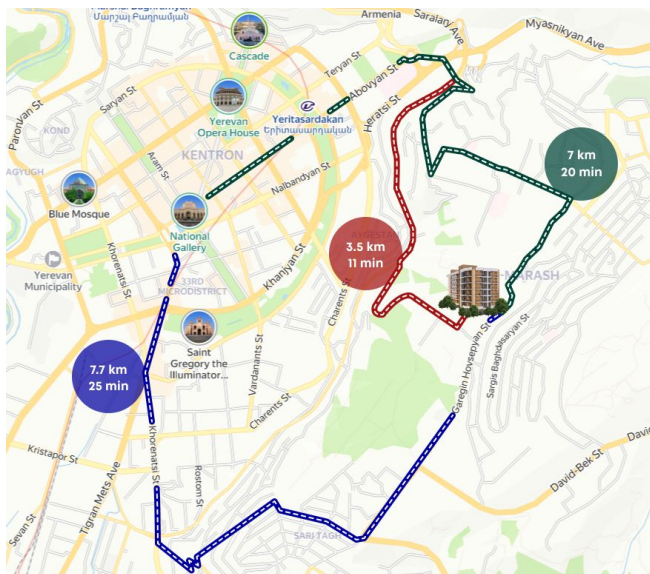 Մարշալ Բաղրամյան
Armenia
Saralanj Ave
Myasnikyan Ave
Cascade
Teryan St
Abovyan St
Saryan St
Paronyan St
KOND
Yerevan
Opera House
Yeritasardakan
Երիտասարդական
Heratsi St
KENTRON
Aram St
Nalbandyan St
7 km
20 min
Blue Mosque
National
Gallery
3.5 km
11 min
MARASH
Khorenatsi St
Khanjyan St
Charents St
Yerevan
Municipality
33RD
MICRODISTRICT
Saint
Gregory the
Illuminator...
Vardanants St
Garegin Hovsepyan St
Sargis Baghdasaryan St
7.7 km
25 min
Charents St
Kristapor St
Khorenatsi St
Tigran Mets Ave
Rostom St
David-Bek St
David
Sevan St
SARI TAGH